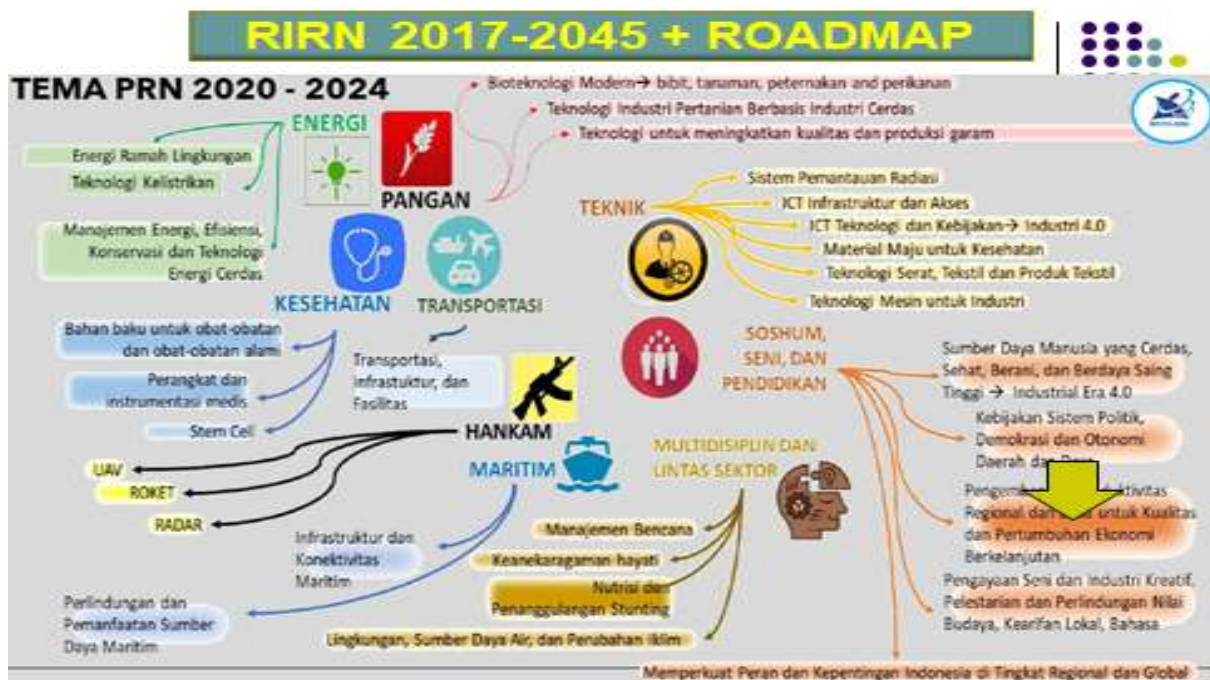 RIRN 2017-2045 + ROADMAP
TEMA PRN 2020 - 2024
ENERGI
Energi Ramah Lingkungan
Teknologi Kelistrikan
Manajemen Energi, Efisiensi,
Konservasi dan Teknologi
Energi Cerdas
PANGAN
Bioteknologi Modern→ bibit, tanaman, peternakan and perikanan
Teknologi Industri Pertanian Berbasis Industri Cerdas
Teknologi untuk meningkatkan kualitas dan produksi garam
KESEHATAN
Bahan baku untuk obat-obatan
dan obat-obatan alami
Perangkat dan
instrumentasi medis
Stem Cell
TRANSPORTASI
Transportasi,
Infrastuktur, dan
Fasilitas
HANKAM
UAV
ROKET
RADAR
MARITIM
Infrastruktur dan
Konektivitas
Maritim
Perlindungan dan
Pemanfaatan Sumber
Daya Maritim
TEKNIK
Sistem Pemantauan Radiasi
ICT Infrastruktur dan Akses
ICT Teknologi dan Kebijakan→ Industri 4.0
Material Maju untuk Kesehatan
Teknologi Serat, Tekstil dan Produk Tekstil
Teknologi Mesin untuk Industri
SOSHUM,
SENI, DAN
PENDIDIKAN
Sumber Daya Manusia yang Cerdas,
Sehat, Berani, dan Berdaya Saing
Tinggi → Industrial Era 4.0
Kebijakan Sistem Politik,
Demokrasi dan Otonomi
Daerah dan
Regional dan untuk Kualitas
dan Pertumbuhan Ekonomi
Berkelanjutan
Pengayaan Seni dan Industri Kreatif,
Pelestarian dan Perlindungan Nilai
Budaya, Kearifan Lokal, Bahasa
Memperkuat Peran dan Kepentingan Indonesia di Tingkat Regional dan Global
MULTIDISIPLIN DAN
LINTAS SEKTOR
Manajemen Bencana
Keanekaragaman hayati
Nutrisi dan
Penanggulangan Stunting
Lingkungan, Sumber Daya Air, dan Perubahan Iklim